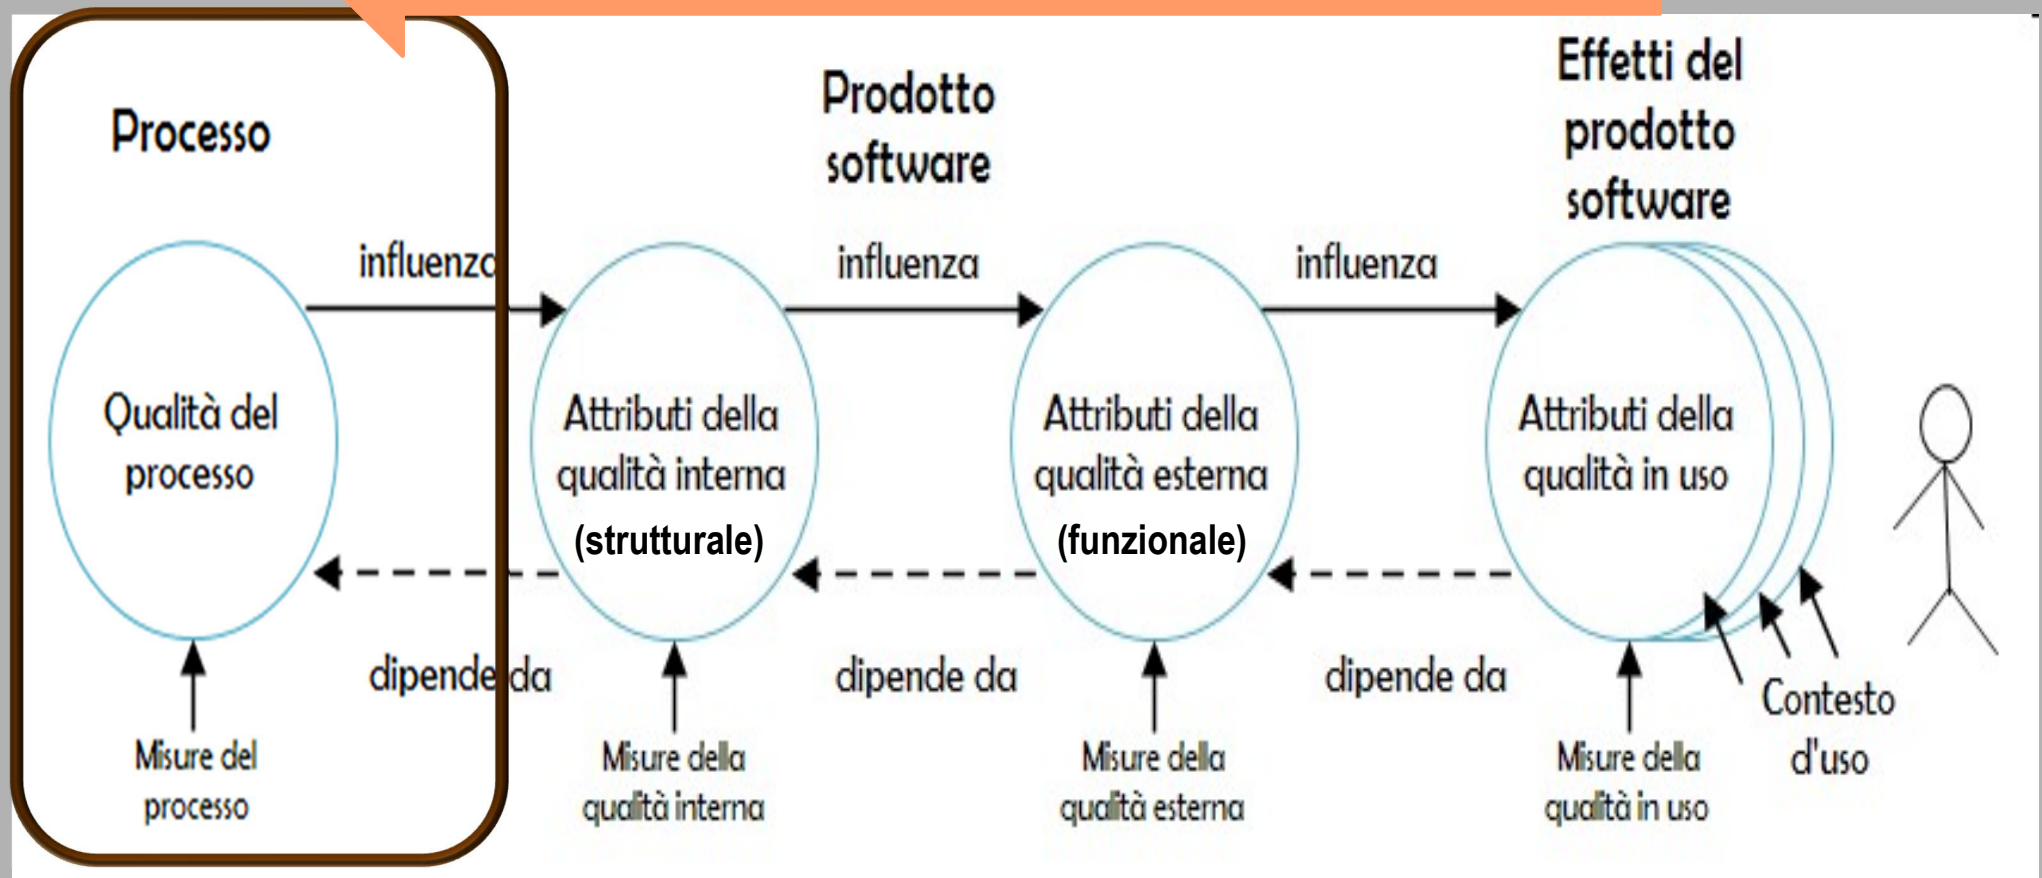 Processo
Prodotto
software
Effetti del
prodotto
software
influenza
influenza
influenza
Qualità del
processo
Attributi della
qualità interna
(strutturale)
Attributi della
qualità esterna
(funzionale)
Attributi della
qualità in uso
dipende da
dipende da
dipende da
Contesto
d'uso
Misure del
processo
Misure della
qualità interna
Misure della
qualità esterna
Misure della
qualità in uso